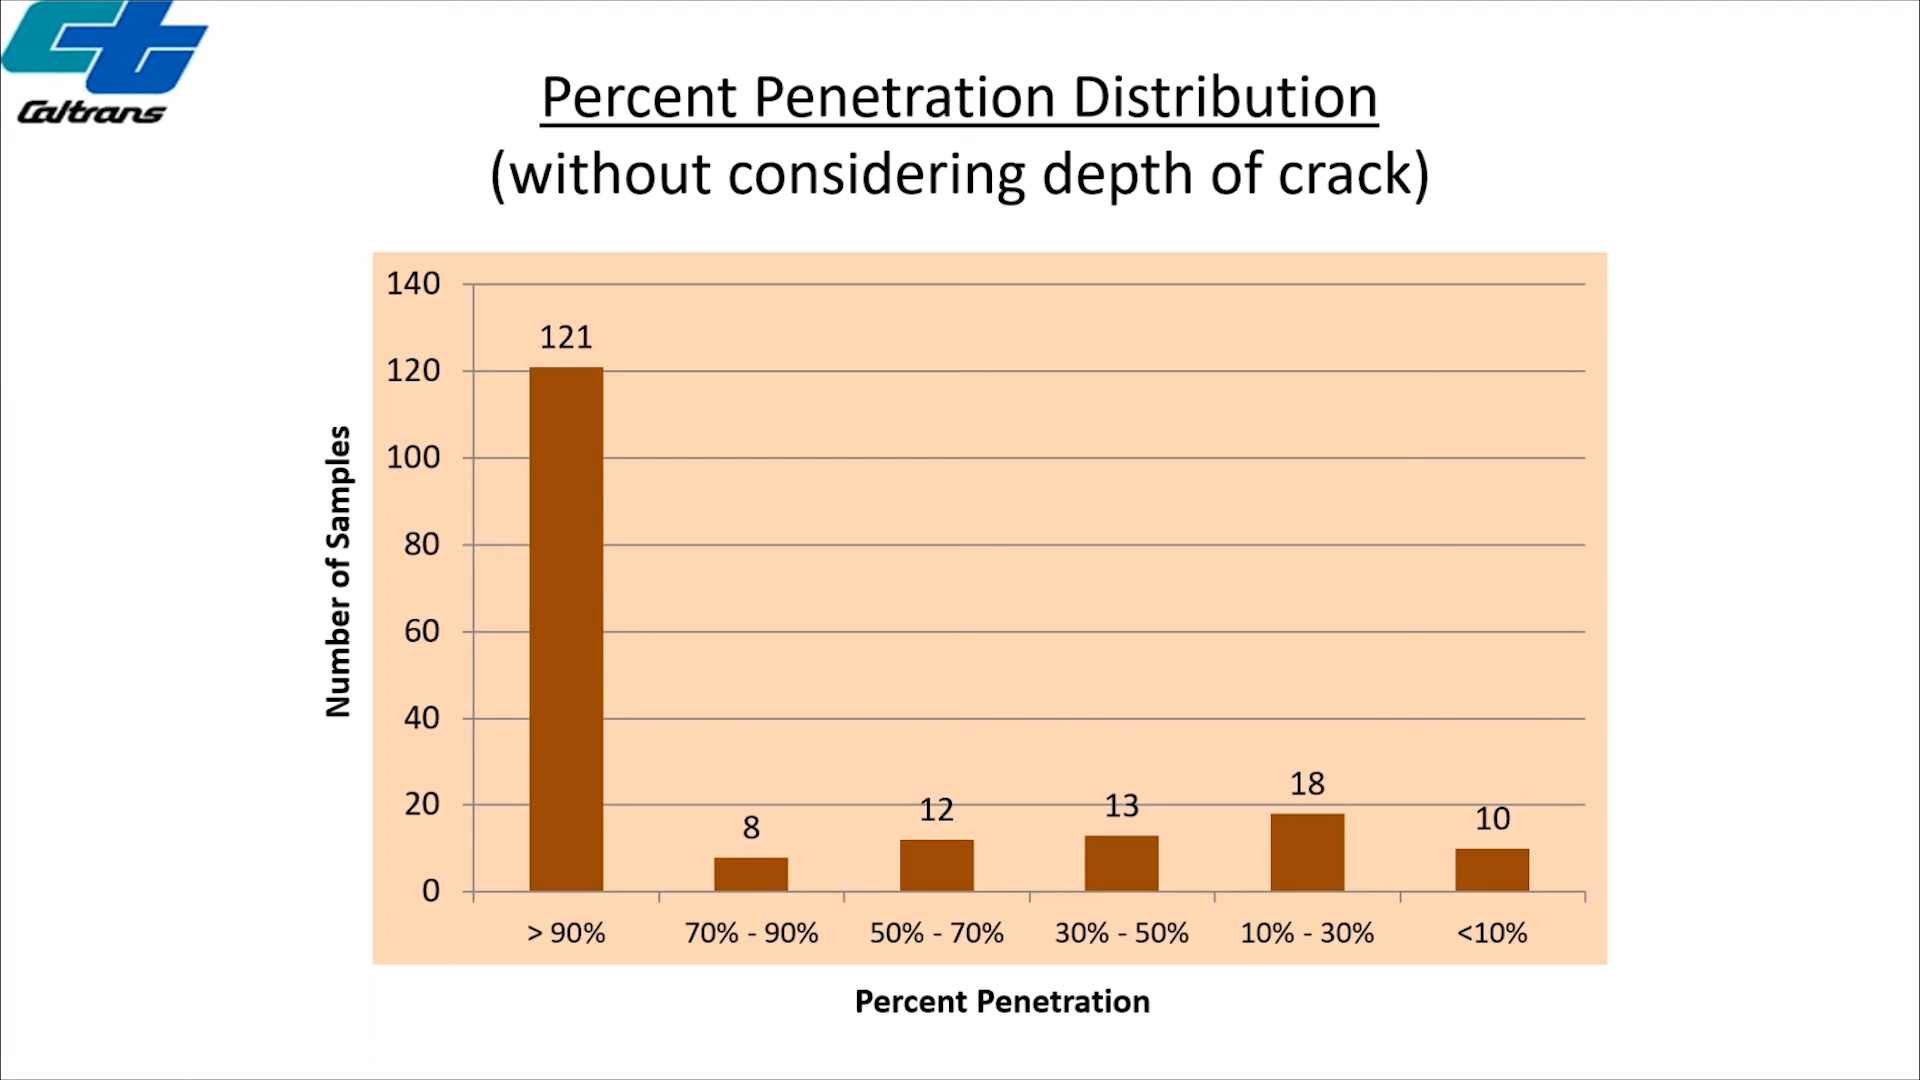 Caltrans
Percent Penetration Distribution
(without considering depth of crack)
140
120
100
80
60
40
20
0
Number of Samples
121
8
12
13
18
10
> 90%
70% - 90%
50% - 70%
30% - 50%
10% - 30%
<10%
Percent Penetration